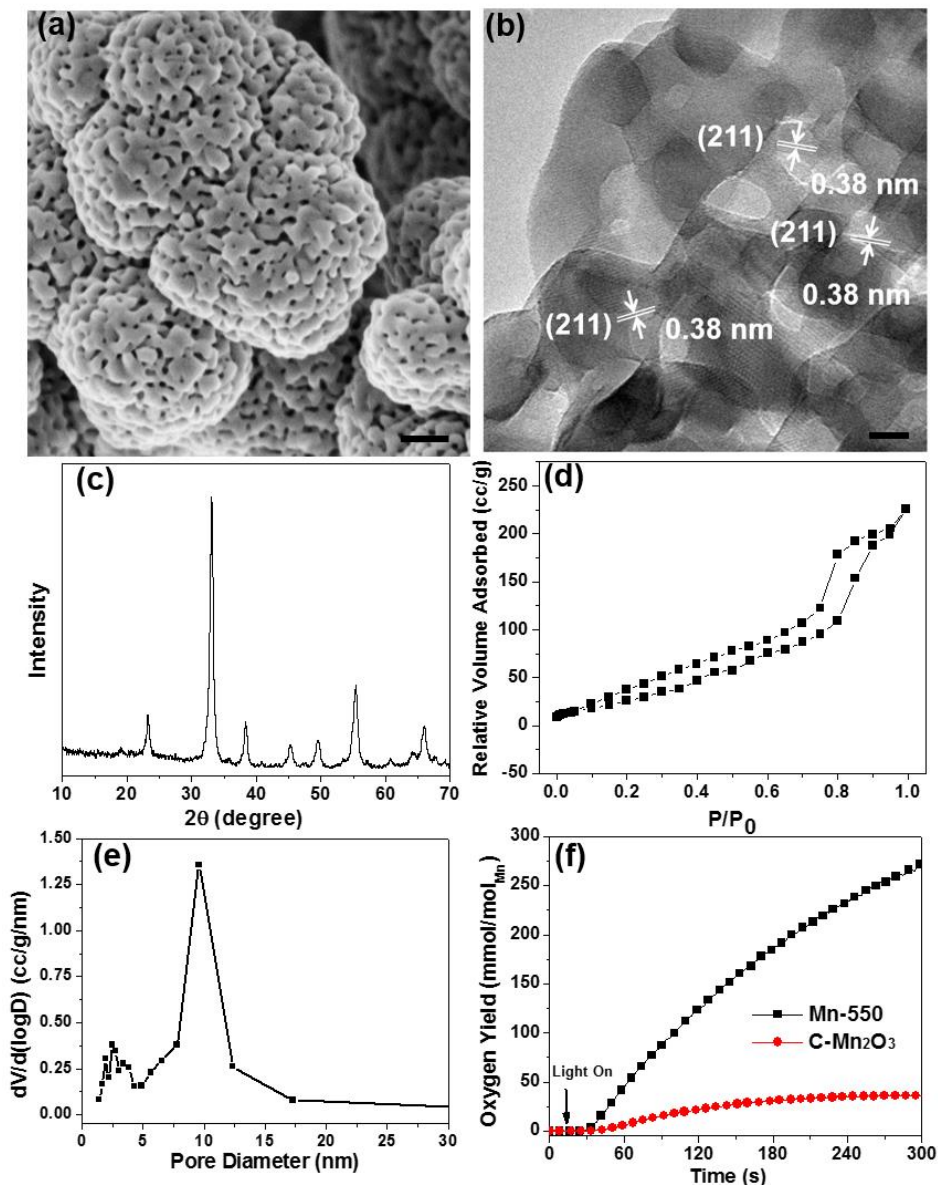 (a)
(b)
(211)
0.38 nm
(211)
0.38 nm
(211)
0.38 nm
(c)
Intensity
10 20 30 40 50 60 70
2θ (degree)
(d)
Relative Volume Adsorbed (cc/g)
250
200
150
100
50
0
-50
0.0 0.2 0.4 0.6 0.8 1.0
P/P0
(e)
dV/d(logD) (cc/g/nm)
1.50
1.25
1.00
0.75
0.50
0.25
0.00
0 5 10 15 20 25 30
Pore Diameter (nm)
(f)
Oxygen Yield (mmol/molMn)
300
250
200
150
100
50
0
Mn-550
C-Mn2O3
Light On
0 60 120 180 240 300
Time (s)